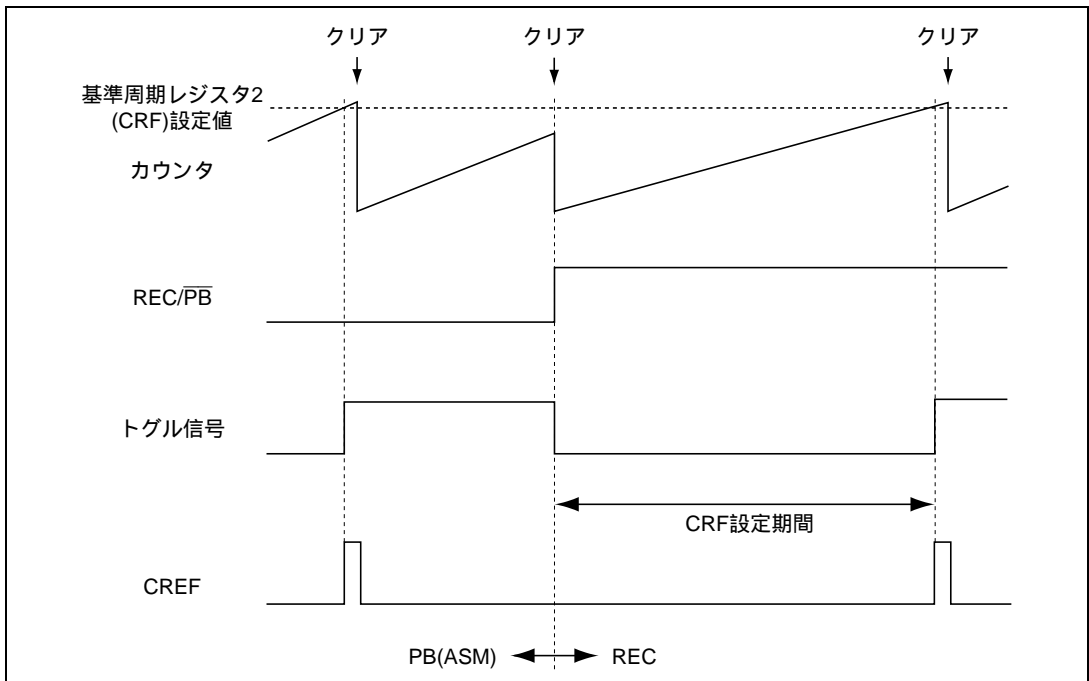 クリア クリア クリア
基準周期レジスタ2
(CRF)設定値
カウンタ
REC/P̅B̅
トグル信号
CRF設定期間
CREF
PB(ASM) REC